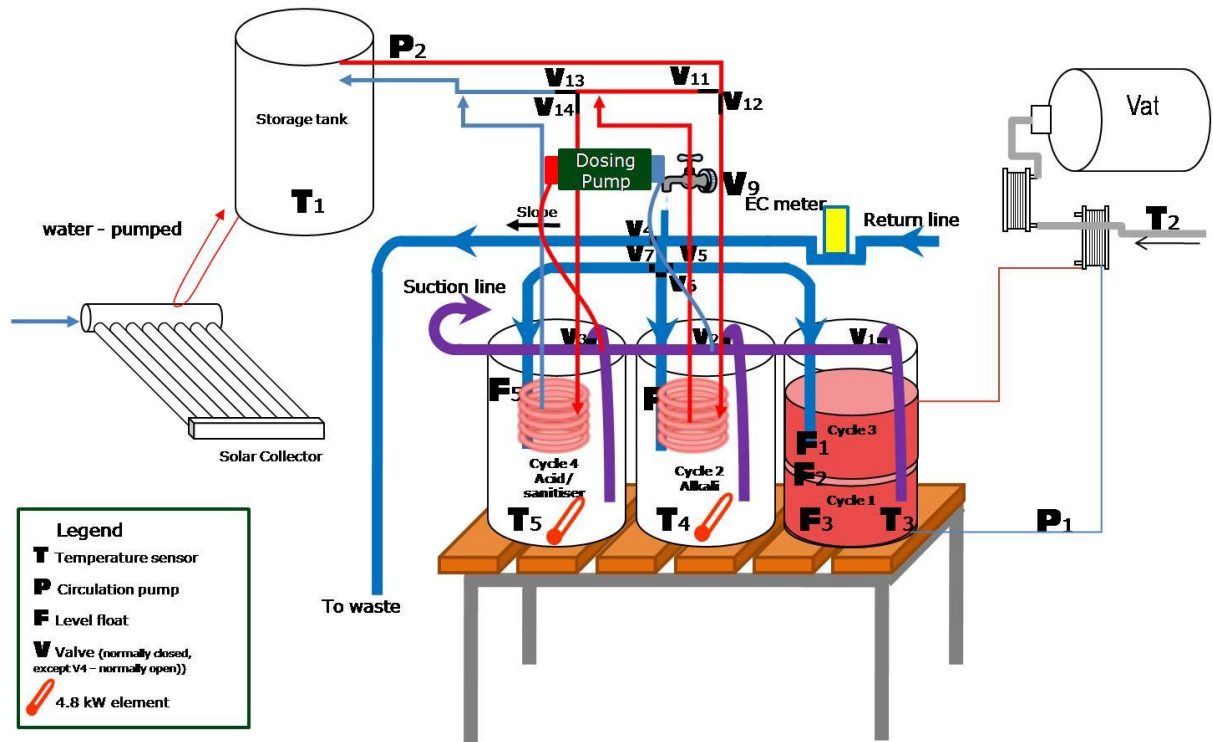 P2
V13
V11
V14
V12
Storage tank
Vat
Dosing
Pump
T1
V9
EC meter
Slope
Return line
T2
water - pumped
V4
V7
V5
V6
Suction line
V3
V2
V1
F5
F
Cycle 3
F1
Cycle 4
Acid/
sanitiser
Cycle 2
Alkali
F2
Cycle 1
Solar Collector
T5
T4
F3
T3
P1
Legend
T Temperature sensor
P Circulation pump
F Level float
V Valve (normally closed,
except V4 – normally open))
4.8 kW element
To waste